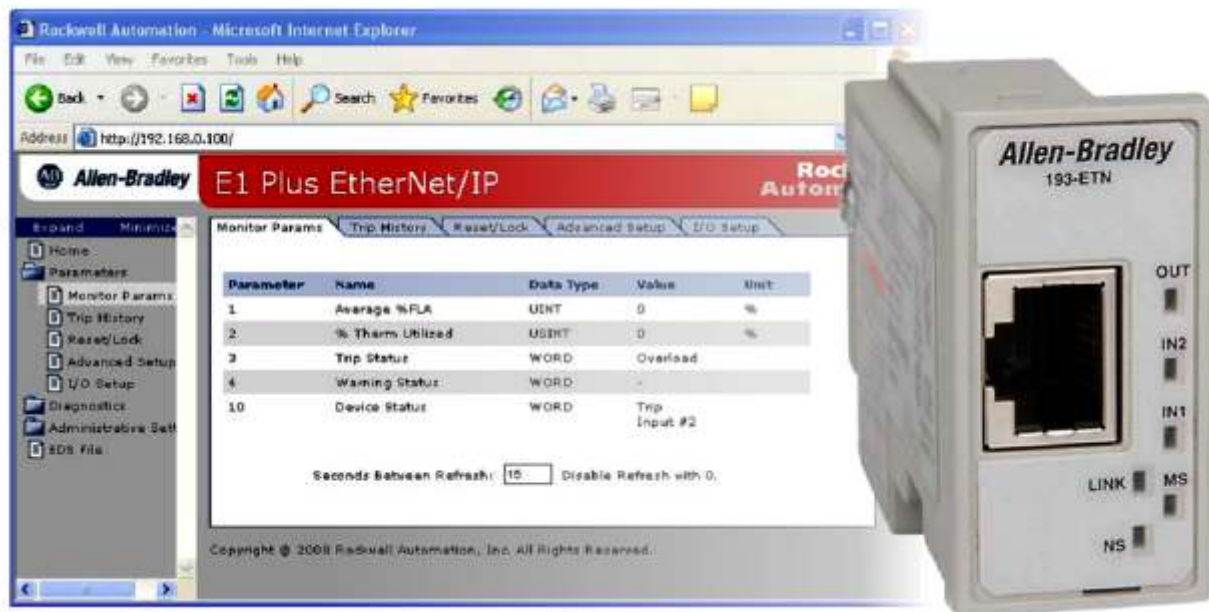 Rockwell Automation - Microsoft Internet Explorer
File Edit View Favorites Tools Help
Back Search Favorites
Address http://192.168.0.100/
AB Allen-Bradley E1 Plus EtherNet/IP
Expand Minimize
Home
Parameters
Monitor Params
Trip History
Reset/Lock
Advanced Setup
I/O Setup
Diagnostics
Administrative
EDS File
Monitor Params Trip History Reset/Lock Advanced Setup I/O Setup
Parameter Name Data Type Value Unit
1 Average %FLA UINT 0 %
2 % Therm Utilized USINT 0 %
3 Trip Status WORD Overload
4 Warning Status WORD -
10 Device Status WORD Trip
Input #2
Seconds Between Refresh: 15 Disable Refresh with 0.
Copyright © 2008 Rockwell Automation, Inc. All Rights Reserved.
Allen-Bradley
193-ETN
OUT
IN2
IN1
LINK MS
NS